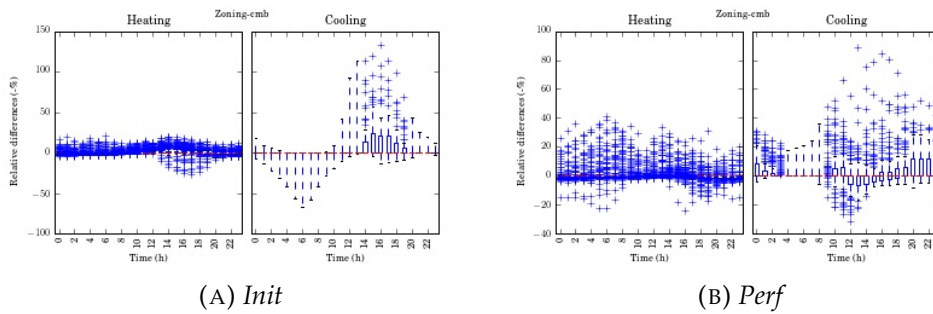 Zoning-cmb
Heating
Cooling
150
100
50
0
−50
−100
Relative differences (-%)
0 2 4 6 8 10 12 14 16 18 20 22
0 2 4 6 8 10 12 14 16 18 20 22
Time (h)
Time (h)
(A) Init
Zoning-cmb
Heating
Cooling
100
80
60
40
20
0
−20
−40
Relative differences (-%)
0 2 4 6 8 10 12 14 16 18 20 22
0 2 4 6 8 10 12 14 16 18 20 22
Time (h)
Time (h)
(B) Perf